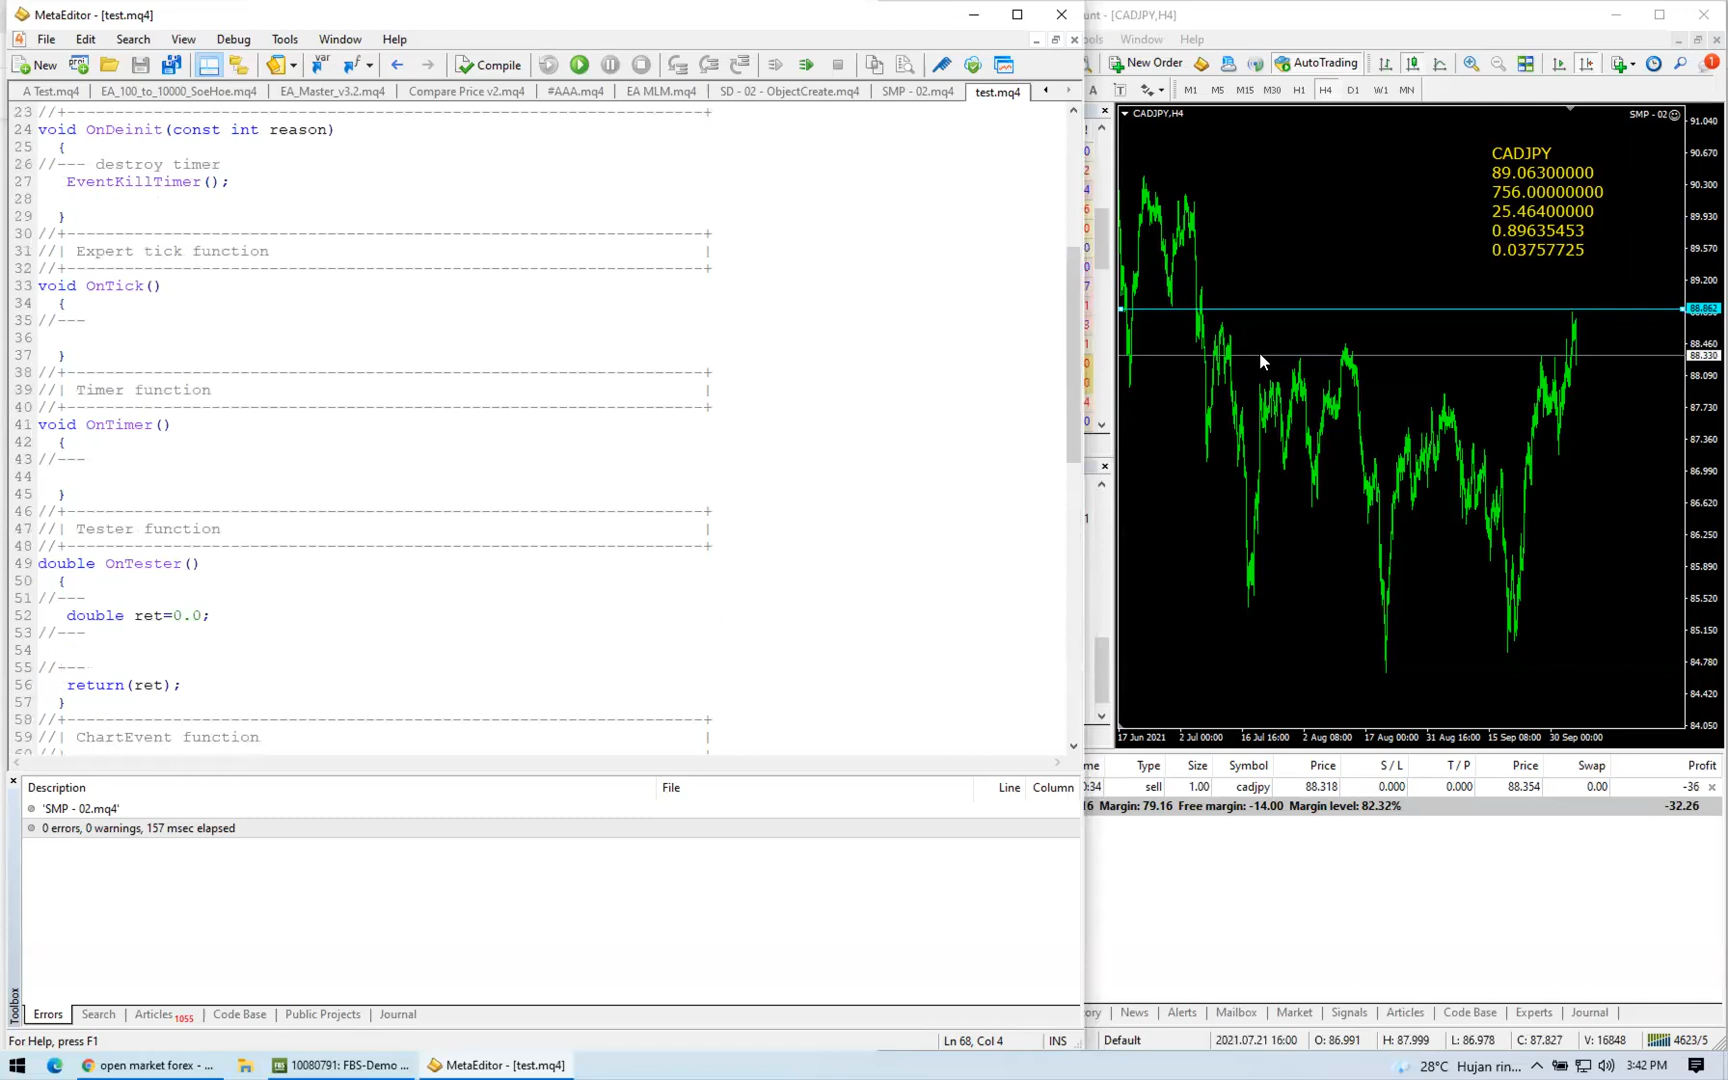 MetaEditor - [test.mq4]
unt - [CADJPY,H4]
File Edit Search View Debug Tools Window Help
ols Window Help
New Compile
New Order AutoTrading
A Test.mq4 EA_100_to_10000_SoeHoe.mq4 EA_Master_v3.2.mq4 Compare Price v2.mq4 #AAA.mq4 EA MLM.mq4 SD - 02 - ObjectCreate.mq4 SMP - 02.mq4 test.mq4
A T M1 M5 M15 M30 H1 H4 D1 W1 MN
23 //+------------------------------------------------------------------+
24 void OnDeinit(const int reason)
25 {
26 //--- destroy timer
27 EventKillTimer();
28
29 }
30 //+------------------------------------------------------------------+
31 //| Expert tick function |
32 //+------------------------------------------------------------------+
33 void OnTick()
34 {
35 //---
36
37 }
38 //+------------------------------------------------------------------+
39 //| Timer function |
40 //+------------------------------------------------------------------+
41 void OnTimer()
42 {
43 //---
44
45 }
46 //+------------------------------------------------------------------+
47 //| Tester function |
48 //+------------------------------------------------------------------+
49 double OnTester()
50 {
51 //---
52 double ret=0.0;
53 //---
54
55 //---
56 return(ret);
57 }
58 //+------------------------------------------------------------------+
59 //| ChartEvent function |
CADJPY,H4
SMP - 02
CADJPY
89.06300000
756.00000000
25.46400000
0.89635453
0.03757725
91.040
90.670
90.300
89.930
89.570
89.200
88.862
88.460
88.330
88.090
87.730
87.360
86.990
86.620
86.250
85.890
85.520
85.150
84.780
84.420
84.050
17 Jun 2021 2 Jul 00:00 16 Jul 16:00 2 Aug 08:00 17 Aug 00:00 31 Aug 16:00 15 Sep 08:00 30 Sep 00:00
Description File Line Column
'SMP - 02.mq4'
0 errors, 0 warnings, 157 msec elapsed
me Type Size Symbol Price S / L T / P Price Swap Profit
0:34 sell 1.00 cadjpy 88.318 0.000 0.000 88.354 0.00 -36
16 Margin: 79.16 Free margin: -14.00 Margin level: 82.32% -32.26
Toolbox
Errors Search Articles 1055 Code Base Public Projects Journal
ory News Alerts Mailbox Market Signals Articles Code Base Experts Journal
For Help, press F1 Ln 68, Col 4 INS
Default 2021.07.21 16:00 O: 86.991 H: 87.999 L: 86.978 C: 87.827 V: 16848 4623/5
open market forex - ... 10080791: FBS-Demo ... MetaEditor - [test.mq4]
28°C Hujan rin... 3:42 PM